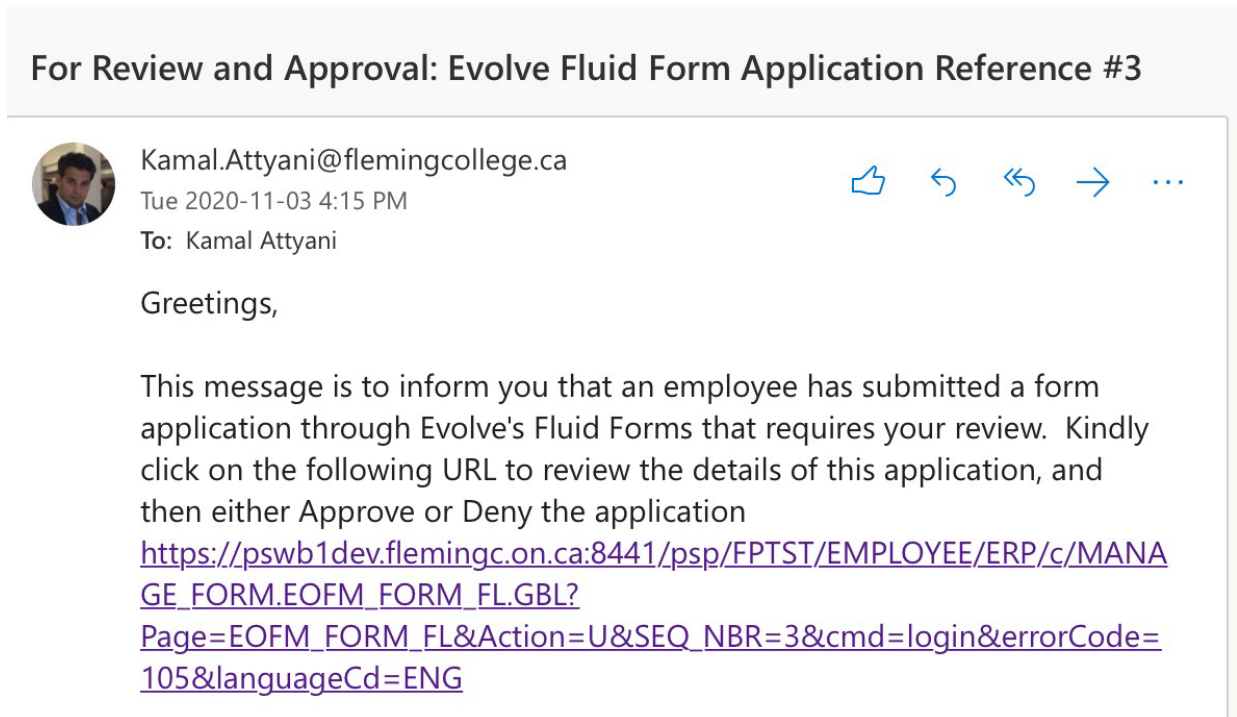 For Review and Approval: Evolve Fluid Form Application Reference #3
Kamal.Attyani@flemingcollege.ca
Tue 2020-11-03 4:15 PM
To: Kamal Attyani
Greetings,
This message is to inform you that an employee has submitted a form
application through Evolve's Fluid Forms that requires your review.  Kindly
click on the following URL to review the details of this application, and
then either Approve or Deny the application
https://pswb1dev.flemingc.on.ca:8441/psp/FPTST/EMPLOYEE/ERP/c/MANA
GE_FORM.EOFM_FORM_FL.GBL?
Page=EOFM_FORM_FL&Action=U&SEQ_NBR=3&cmd=login&errorCode=
105&languageCd=ENG